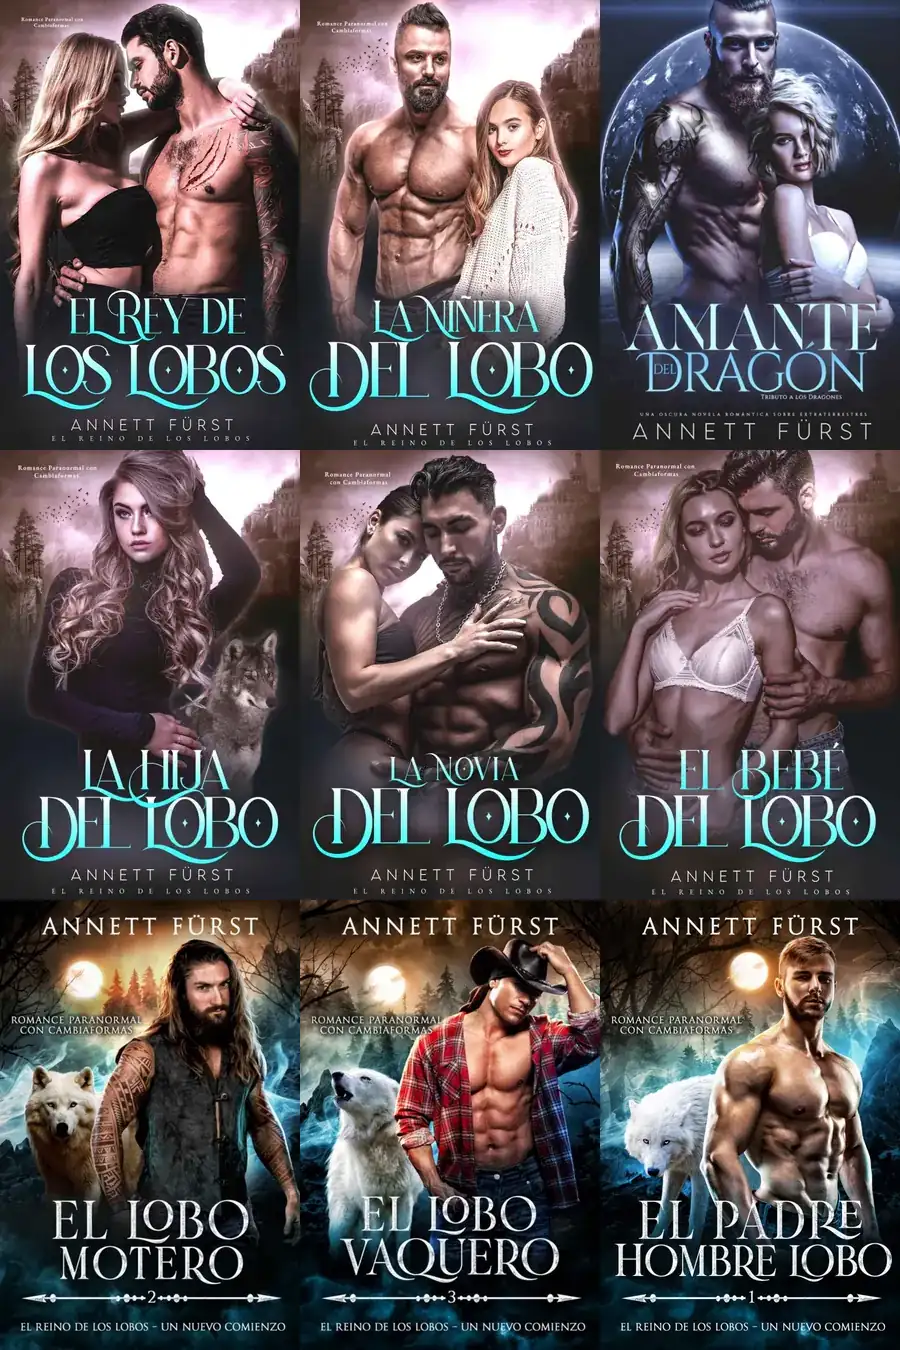 Romance Paranormal con
Cambiaformas
EL REY DE
LOS LOBOS
ANNETT FÜRST
EL REINO DE LOS LOBOS
Romance Paranormal con
Cambiaformas
LA NIÑERA
DEL LOBO
ANNETT FÜRST
EL REINO DE LOS LOBOS
AMANTE
DEL
DRAGÓN
TRIBUTO A LOS DRAGONES
UNA OSCURA NOVELA ROMÁNTICA SOBRE EXTRATERRESTRES
ANNETT FÜRST
Romance Paranormal con
Cambiaformas
LA HIJA
DEL LOBO
ANNETT FÜRST
EL REINO DE LOS LOBOS
Romance Paranormal
con Cambiaformas
LA NOVIA
DEL LOBO
ANNETT FÜRST
EL REINO DE LOS LOBOS
Romance Paranormal con
Cambiaformas
EL BEBÉ
DEL LOBO
ANNETT FÜRST
EL REINO DE LOS LOBOS
ANNETT FÜRST
ROMANCE PARANORMAL
CON CAMBIAFORMAS
EL LOBO
MOTERO
2
EL REINO DE LOS LOBOS – UN NUEVO COMIENZO
ANNETT FÜRST
ROMANCE PARANORMAL
CON CAMBIAFORMAS
EL LOBO
VAQUERO
3
EL REINO DE LOS LOBOS – UN NUEVO COMIENZO
ANNETT FÜRST
ROMANCE PARANORMAL
CON CAMBIAFORMAS
EL PADRE
HOMBRE LOBO
1
EL REINO DE LOS LOBOS – UN NUEVO COMIENZO